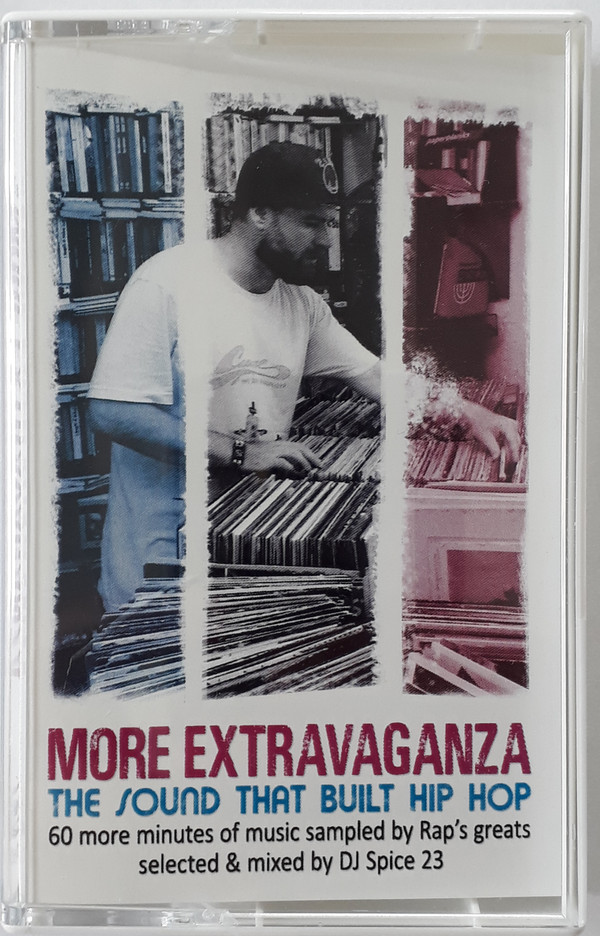 MORE EXTRAVAGANZA
THE SOUND THAT BUILT HIP HOP
60 more minutes of music sampled by Rap's greats
selected & mixed by DJ Spice 23